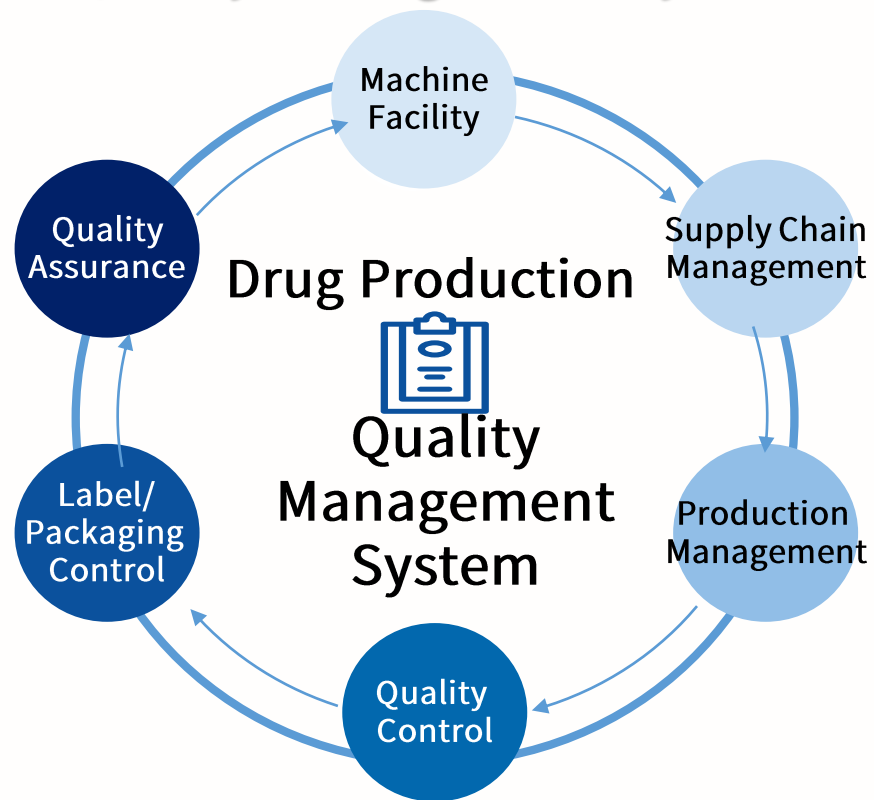 Machine
Facility
Supply Chain
Management
Production
Management
Quality
Control
Label/
Packaging
Control
Quality
Assurance
Drug Production
Quality
Management
System